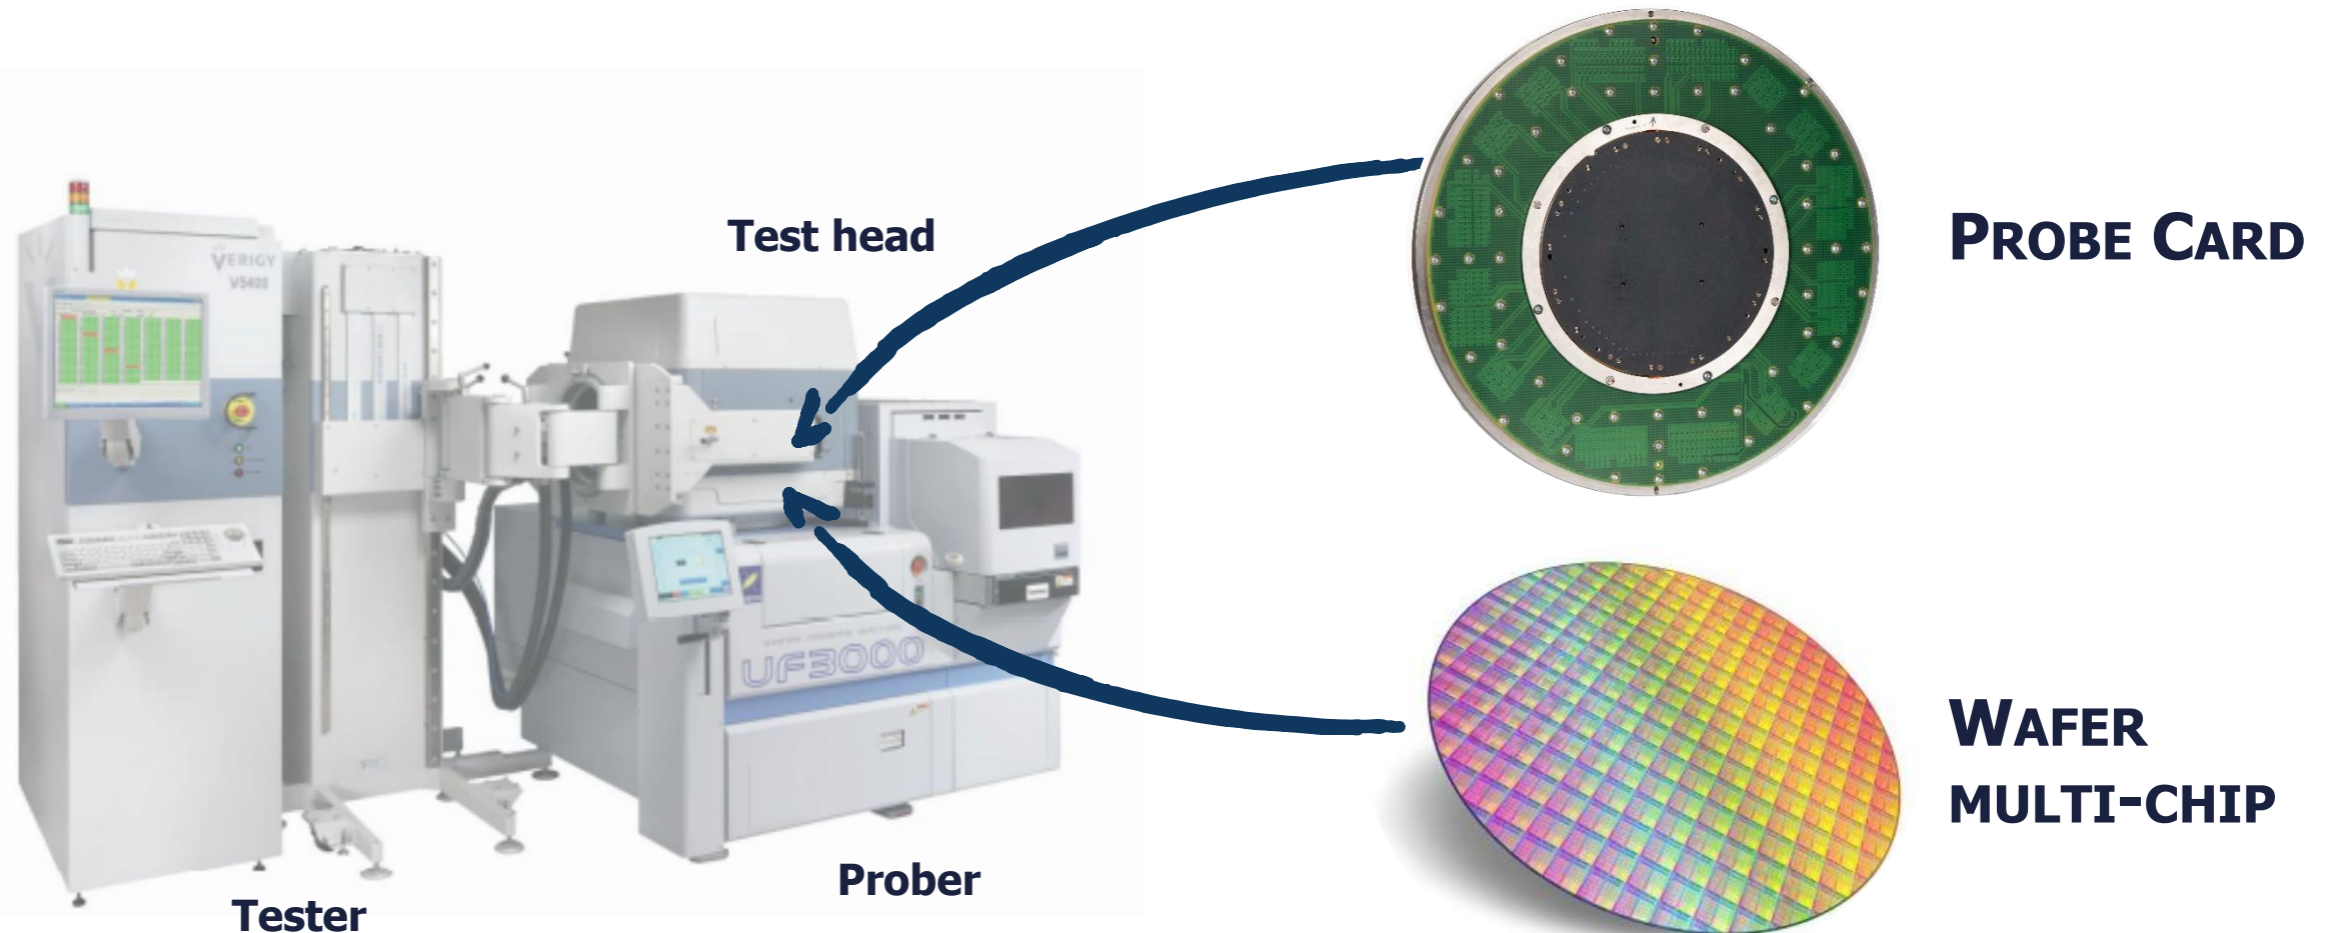 Test head
VERIGY
V5400
UF3000
Tester
Prober
PROBE CARD
WAFER
MULTI-CHIP